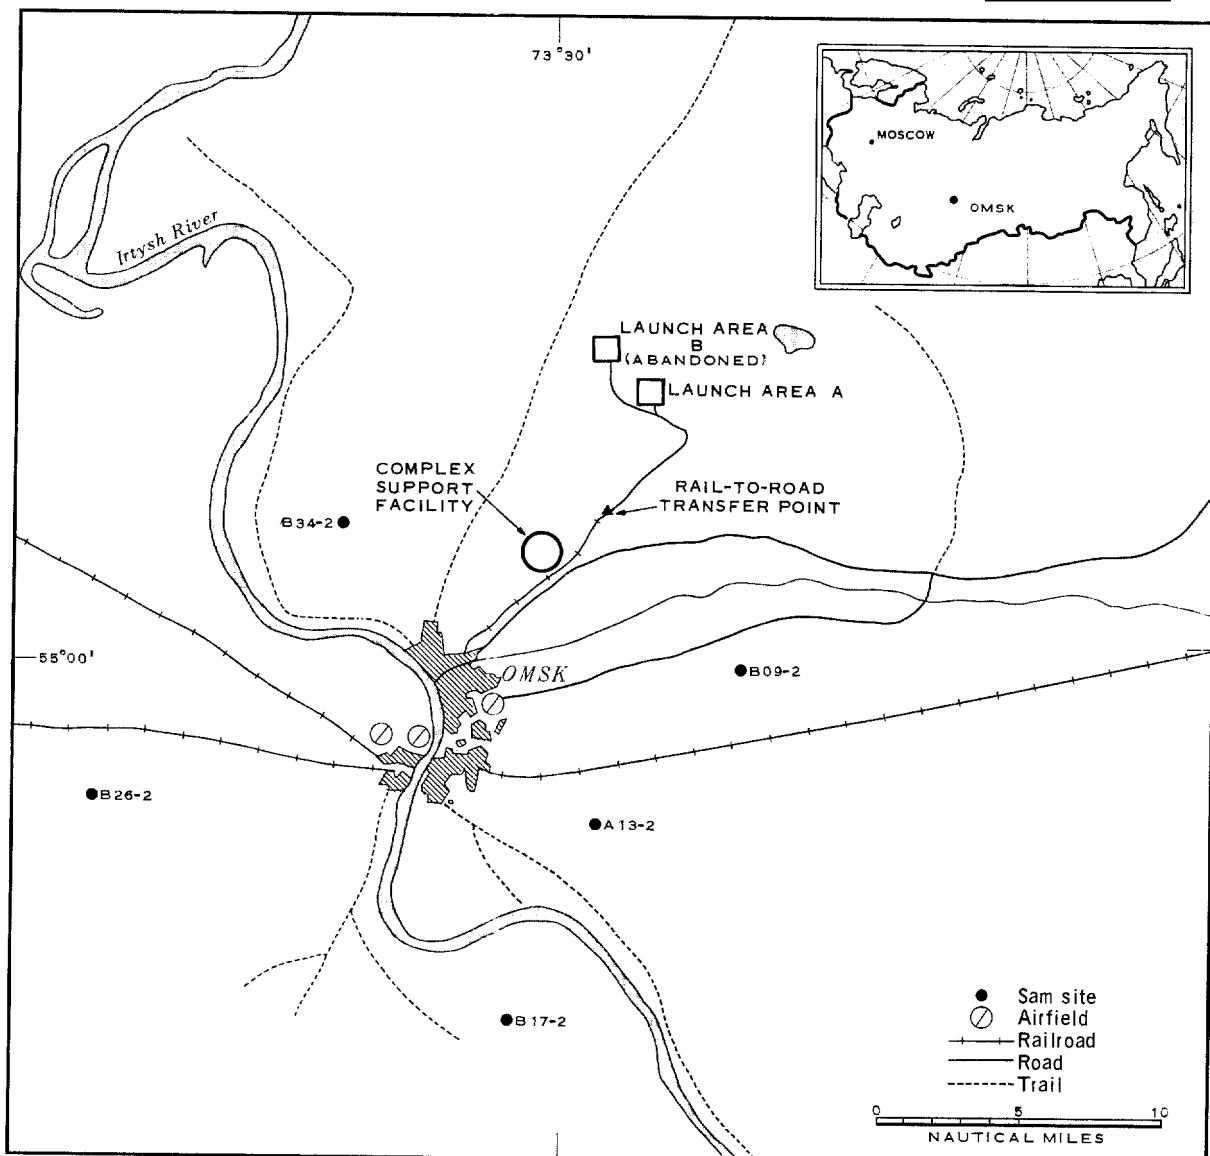 73°30'
MOSCOW
OMSK
Irtysh River
LAUNCH AREA
B
(ABANDONED)
LAUNCH AREA A
COMPLEX
SUPPORT
FACILITY
RAIL-TO-ROAD
TRANSFER POINT
B34-2
55°00'
OMSK
B09-2
B26-2
A13-2
B17-2
Sam site
Airfield
Railroad
Road
Trail
0 5 10
NAUTICAL MILES